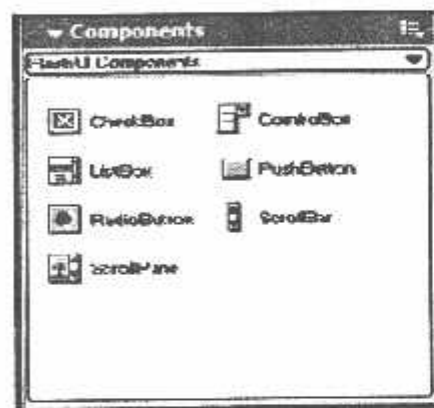 Components
Flash UI Components
CheckBox ComboBox
ListBox PushButton
RadioButton ScrollBar
ScrollPane